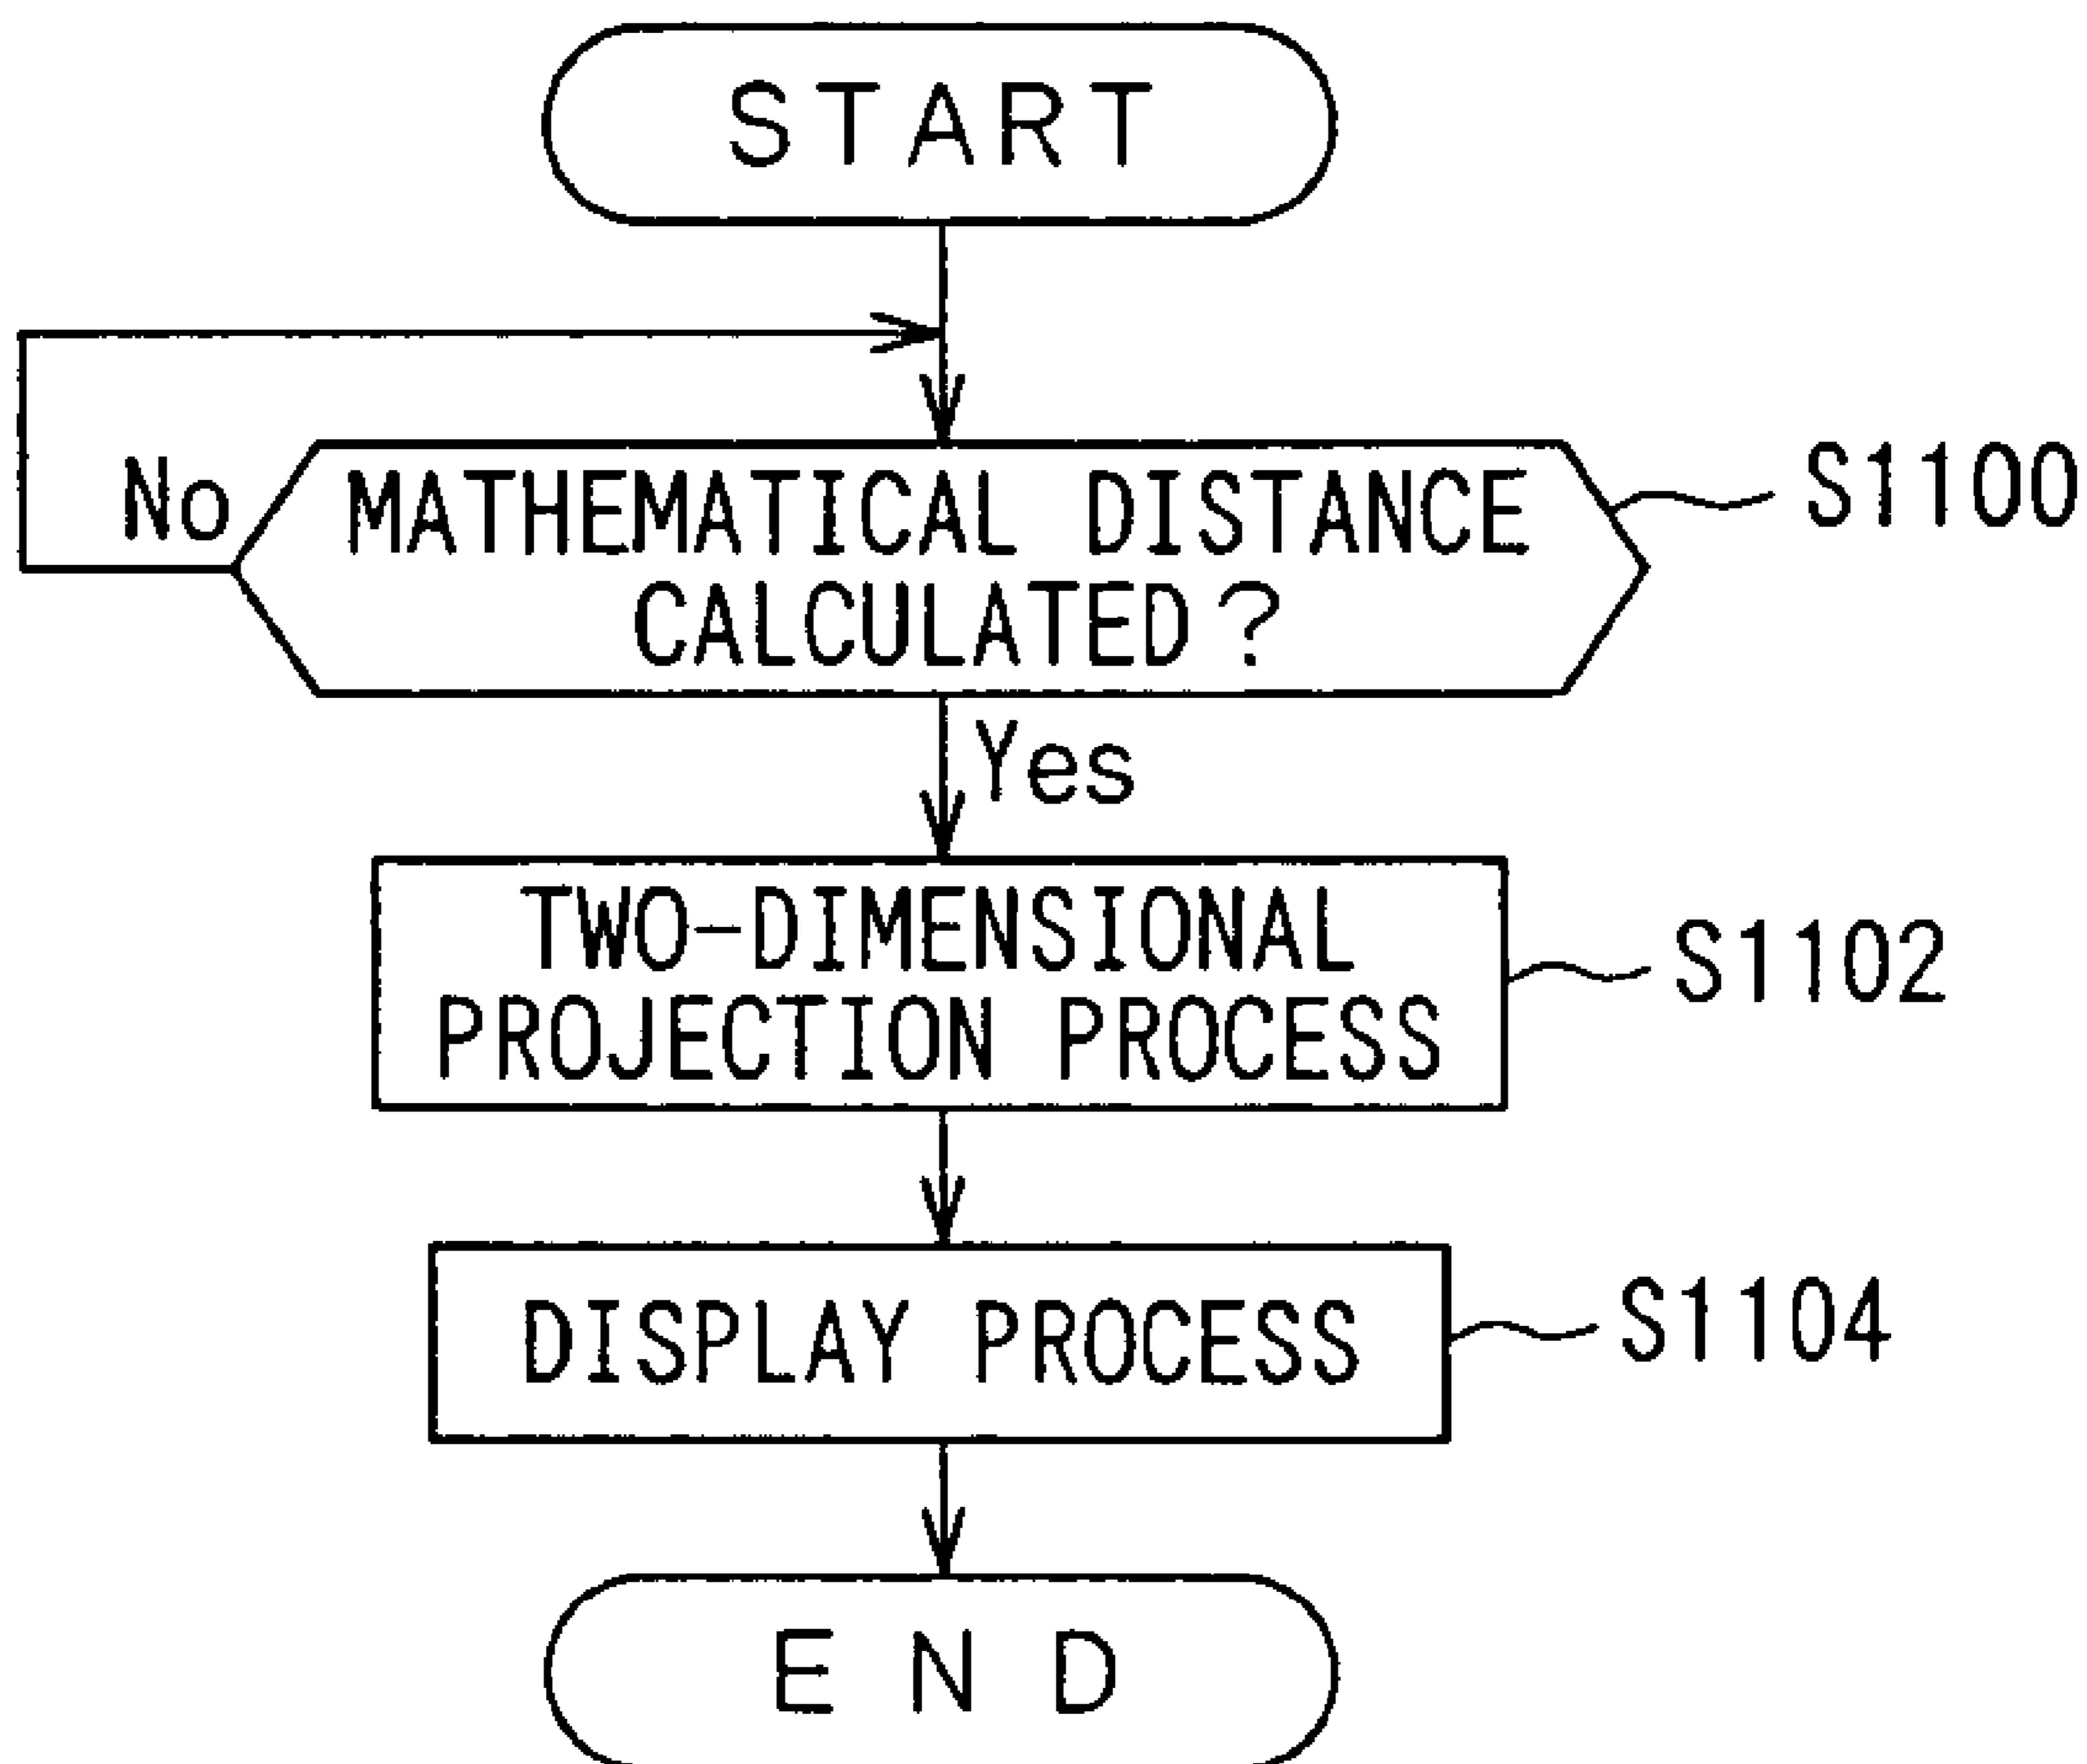 START
No
MATHEMATICAL DISTANCE
CALCULATED?
S1100
Yes
TWO-DIMENSIONAL
PROJECTION PROCESS
S1102
DISPLAY PROCESS
S1104
END